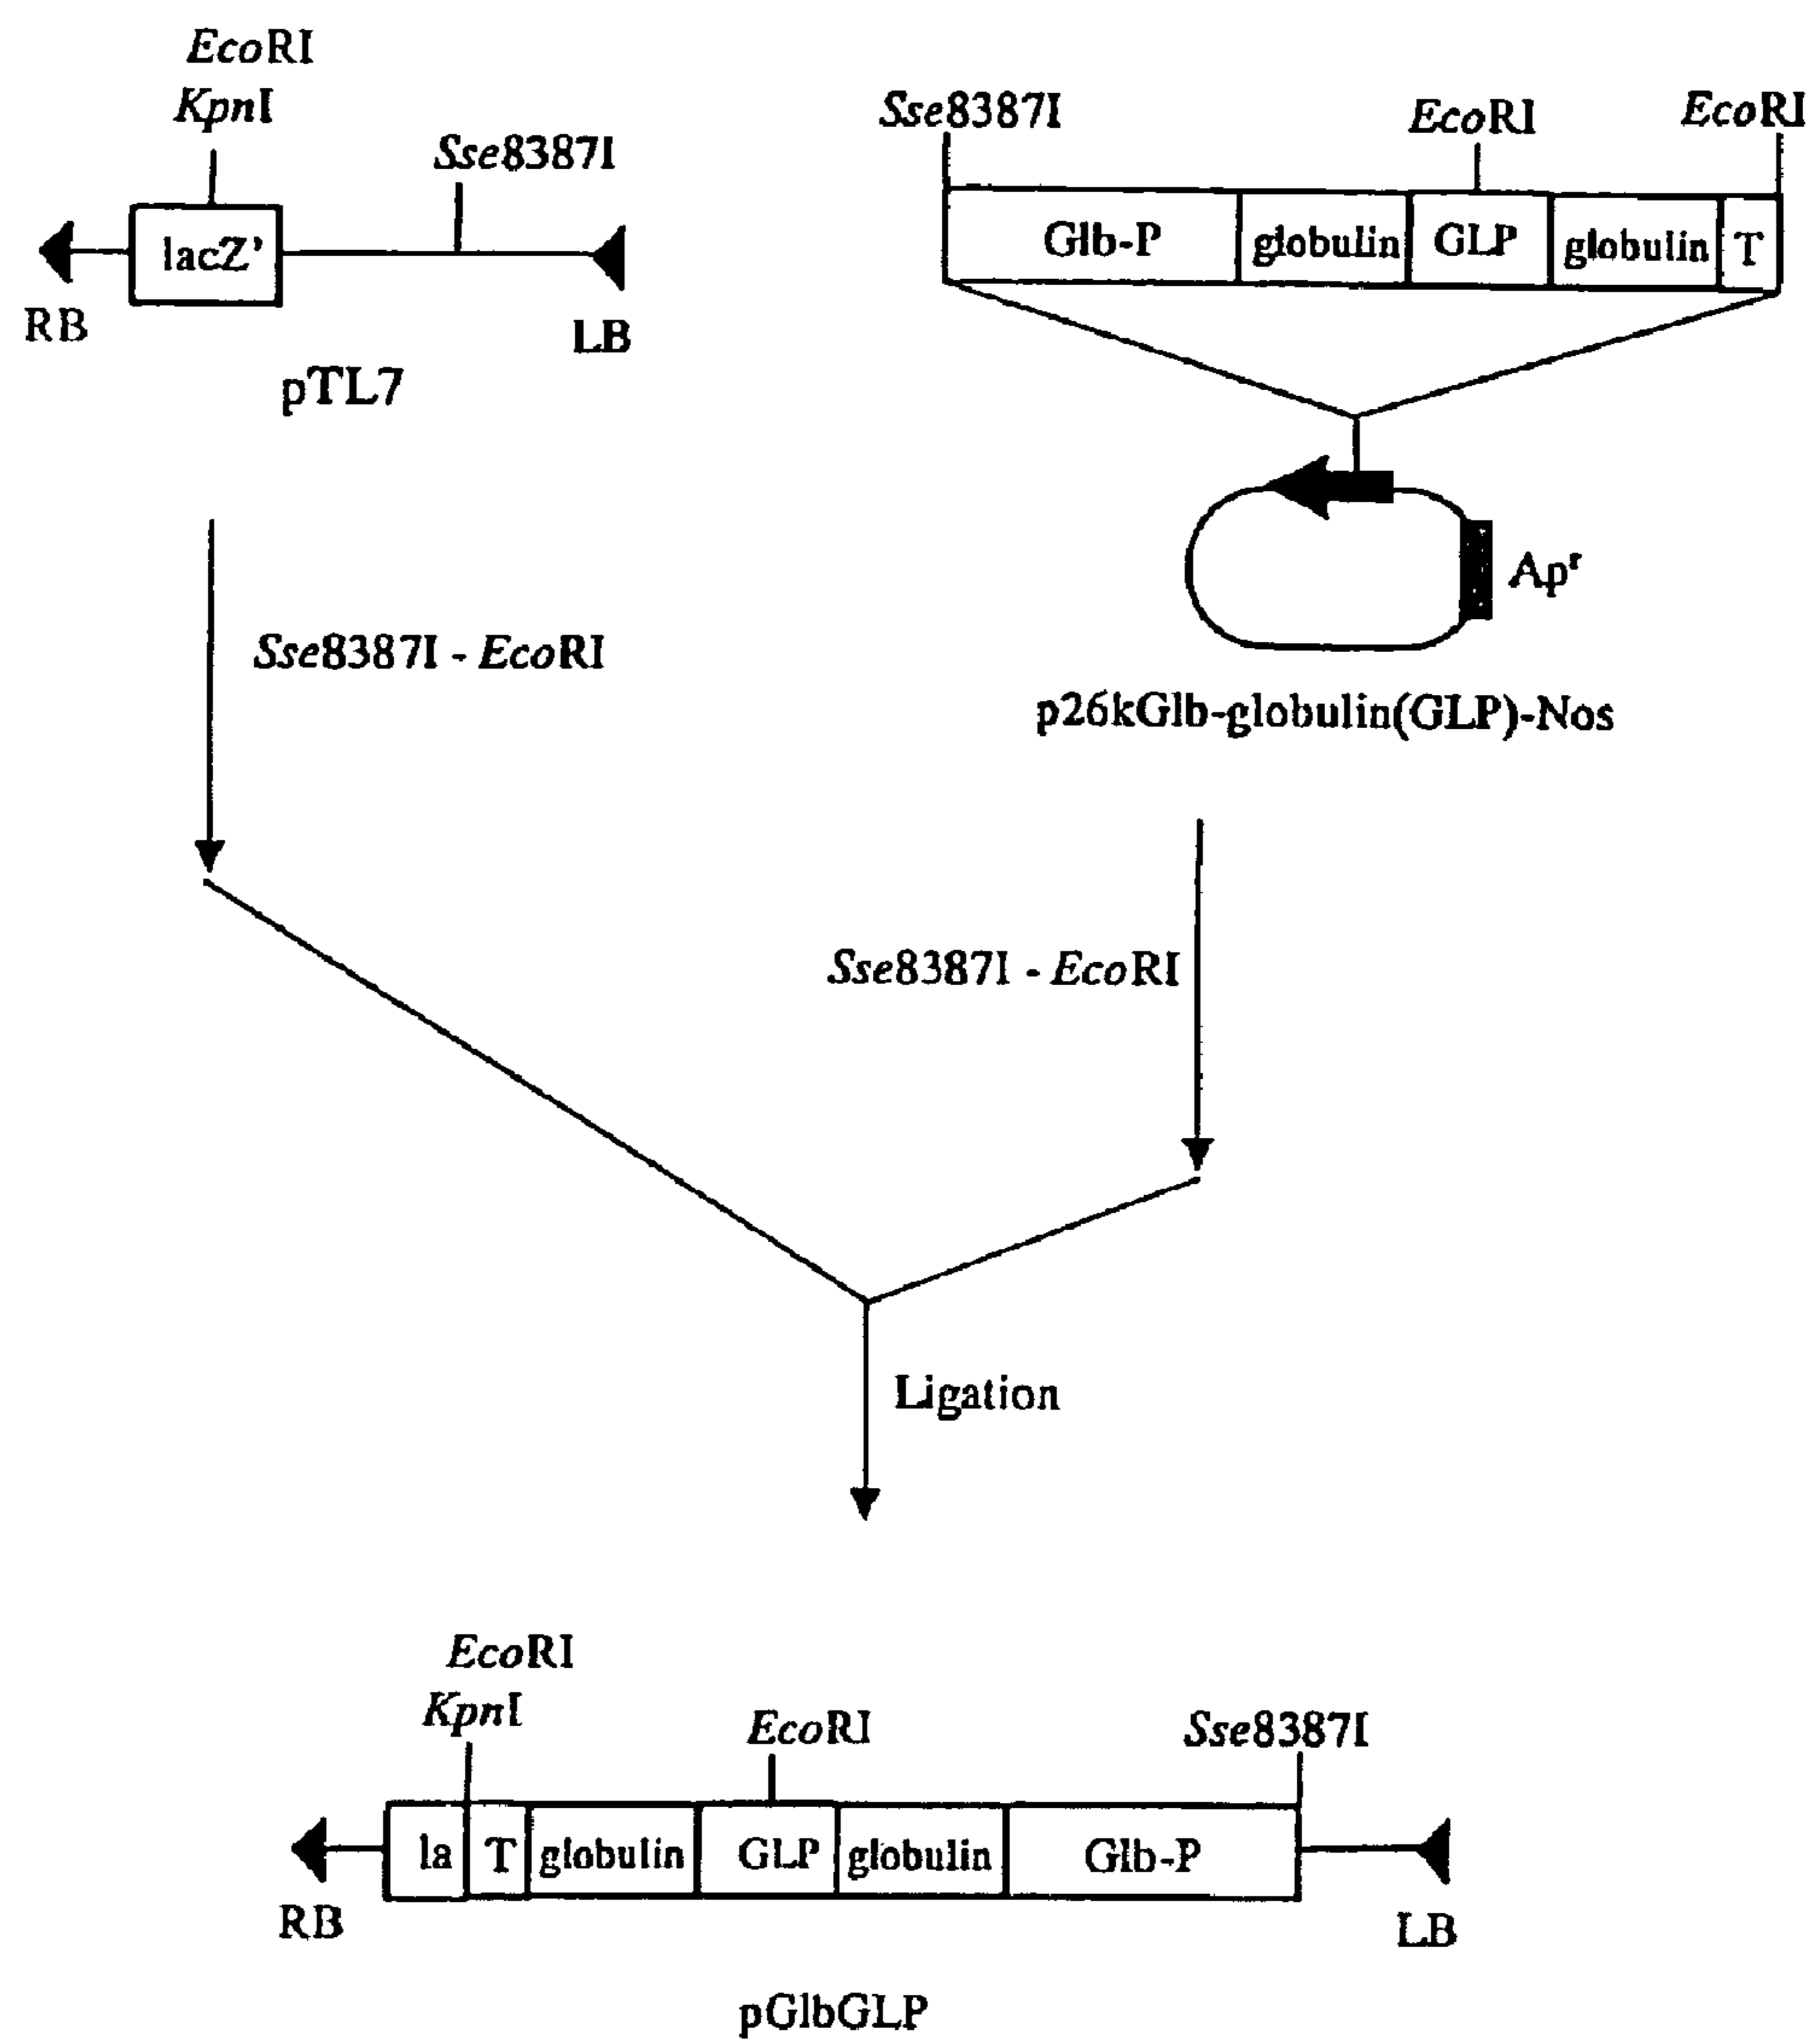 EcoRI
KpnI
Sse8387I
lacZ'
RB
LB
pTL7
Sse8387I
EcoRI
EcoRI
Glb-P
globulin
GLP
globulin
T
Apʳ
p26kGlb-globulin(GLP)-Nos
Sse8387I - EcoRI
Sse8387I - EcoRI
Ligation
EcoRI
KpnI
EcoRI
Sse8387I
la
T
globulin
GLP
globulin
Glb-P
RB
LB
pGlbGLP